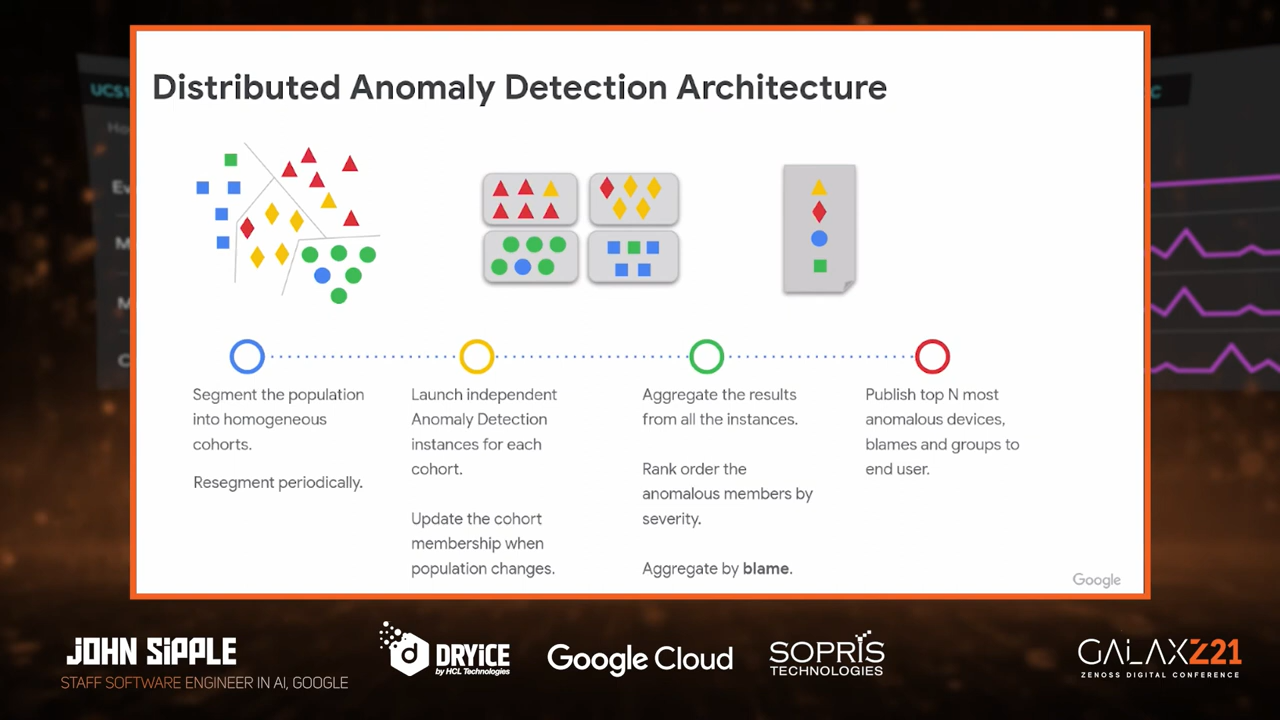 Distributed Anomaly Detection Architecture
Segment the population
into homogeneous
cohorts.
Resegment periodically.
Launch independent
Anomaly Detection
instances for each
cohort.
Update the cohort
membership when
population changes.
Aggregate the results
from all the instances.
Rank order the
anomalous members by
severity.
Aggregate by blame.
Publish top N most
anomalous devices,
blames and groups to
end user.
Google
JOHN SIPPLE
STAFF SOFTWARE ENGINEER IN AI, GOOGLE
d DRYiCE
by HCL Technologies
Google Cloud
SOPRIS
TECHNOLOGIES
GALAXZ21
ZENOSS DIGITAL CONFERENCE